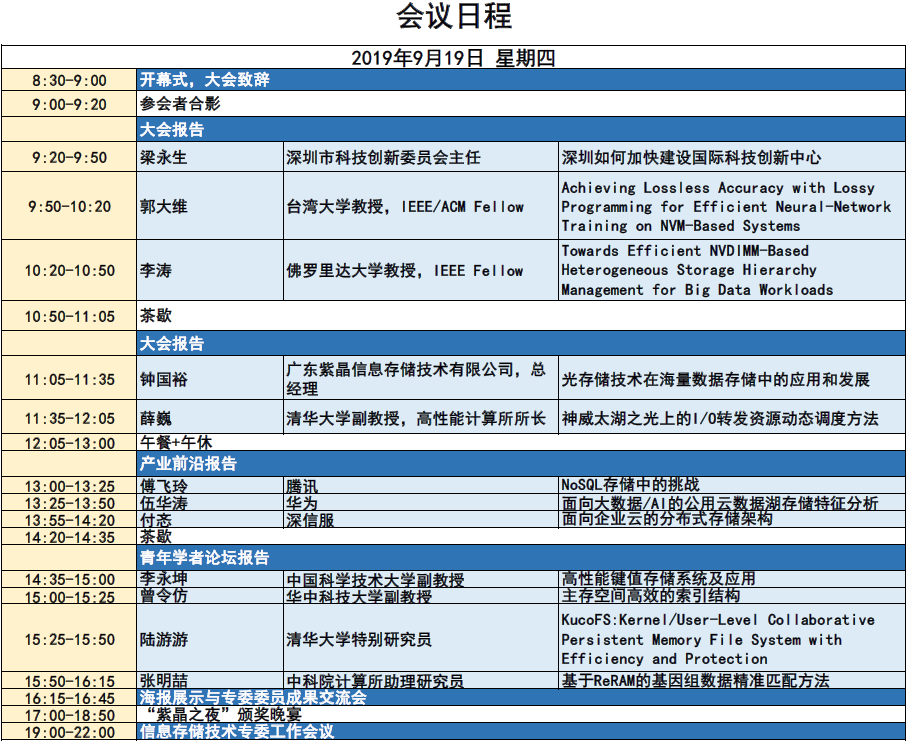 会议日程
2019年9月19日 星期四
8:30-9:00 开幕式，大会致辞
9:00-9:20 参会者合影
大会报告
9:20-9:50 梁永生 深圳市科技创新委员会主任 深圳如何加快建设国际科技创新中心
9:50-10:20 郭大维 台湾大学教授，IEEE/ACM Fellow Achieving Lossless Accuracy with Lossy
Programming for Efficient Neural-Network
Training on NVM-Based Systems
10:20-10:50 李涛 佛罗里达大学教授，IEEE Fellow Towards Efficient NVDIMM-Based
Heterogeneous Storage Hierarchy
Management for Big Data Workloads
10:50-11:05 茶歇
大会报告
11:05-11:35 钟国裕 广东紫晶信息存储技术有限公司，总
经理 光存储技术在海量数据存储中的应用和发展
11:35-12:05 薛巍 清华大学副教授，高性能计算所所长 神威太湖之光上的I/O转发资源动态调度方法
12:05-13:00 午餐+午休
产业前沿报告
13:00-13:25 傅飞玲 腾讯 NoSQL存储中的挑战
13:25-13:50 伍华涛 华为 面向大数据/AI的公用云数据湖存储特征分析
13:55-14:20 付忞 深信服 面向企业云的分布式存储架构
14:20-14:35 茶歇
青年学者论坛报告
14:35-15:00 李永坤 中国科学技术大学副教授 高性能键值存储系统及应用
15:00-15:25 曾令仿 华中科技大学副教授 主存空间高效的索引结构
15:25-15:50 陆游游 清华大学特别研究员 KucoFS:Kernel/User-Level Collaborative
Persistent Memory File System with
Efficiency and Protection
15:50-16:15 张明喆 中科院计算所助理研究员 基于ReRAM的基因组数据精准匹配方法
16:15-16:45 海报展示与专委委员成果交流会
17:00-18:50 “紫晶之夜”颁奖晚宴
19:00-22:00 信息存储技术专委工作会议